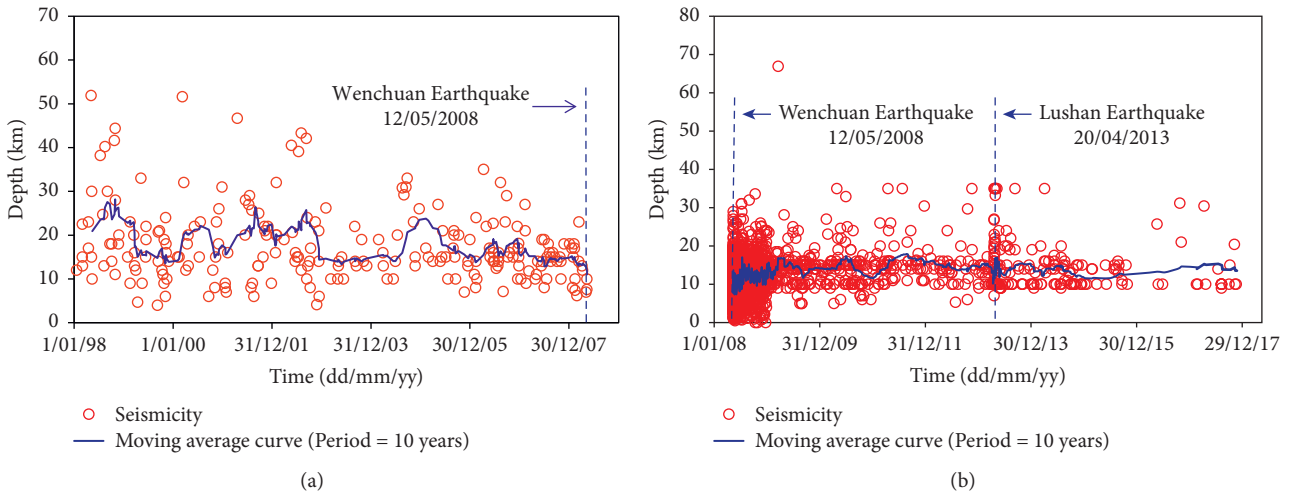 70
60
50
40
30
20
10
0
Depth (km)
Wenchuan Earthquake
12/05/2008
1/01/98
1/01/00
31/12/01
31/12/03
30/12/05
30/12/07
Time (dd/mm/yy)
Seismicity
Moving average curve (Period = 10 years)
(a)
80
70
60
50
40
30
20
10
0
Depth (km)
Wenchuan Earthquake
12/05/2008
Lushan Earthquake
20/04/2013
1/01/08
31/12/09
31/12/11
30/12/13
30/12/15
29/12/17
Time (dd/mm/yy)
Seismicity
Moving average curve (Period = 10 years)
(b)